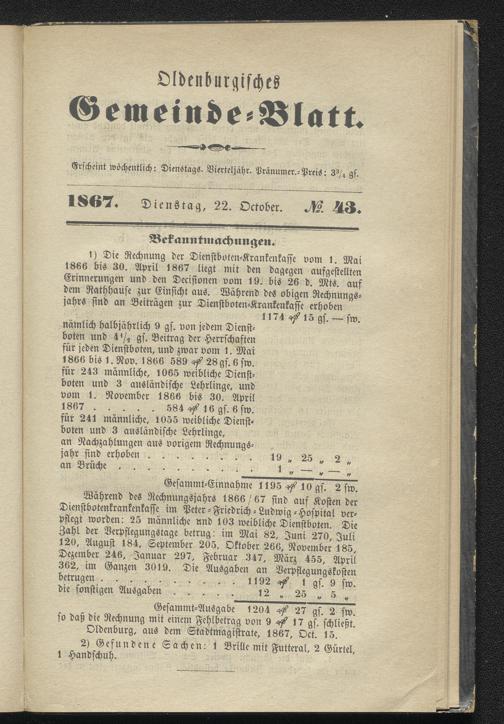 Oldenburgisches
Gemeinde-Blatt.
Erscheint wöchentlich: Dienstags. Vierteljähr. Pränumer.-Preis: 3³/₄ gs.
1867. Dienstag, 22. October. № 43.
Bekanntmachungen.
1) Die Rechnung der Dienstboten-Krankenkasse vom 1. Mai
1866 bis 30. April 1867 liegt mit den dagegen aufgestellten
Erinnerungen und den Decisionen vom 19. bis 26 d. Mts. auf
dem Rathhause zur Einsicht aus. Während des obigen Rechnungs-
jahrs sind an Beiträgen zur Dienstboten-Krankenkasse erhoben
1174 ₰ 15 gs. — sw.
nämlich halbjährlich 9 gs. von jedem Dienst-
boten und 4¹/₂ gs. Beitrag der Herrschaften
für jeden Dienstboten, und zwar vom 1. Mai
1866 bis 1. Nov. 1866 589 ₰ 28 gs. 6 sw.
für 243 männliche, 1065 weibliche Dienst-
boten und 3 ausländische Lehrlinge, und
vom 1. November 1866 bis 30. April
1867 . . . . . 584 ₰ 16 gs. 6 sw.
für 241 männliche, 1055 weibliche Dienst-
boten und 3 ausländische Lehrlinge,
an Nachzahlungen aus vorigem Rechnungs-
jahr sind erhoben . . . . . . . 19 „ 25 „ 2 „
an Brüche . . . . . . . . . 1 „ — „ — „
Gesammt-Einnahme 1195 ₰ 10 gs. 2 sw.
Während des Rechnungsjahrs 1866/67 sind auf Kosten der
Dienstbotenkrankenkasse im Peter-Friedrich-Ludwig-Hospital ver-
pflegt worden: 25 männliche und 103 weibliche Dienstboten. Die
Zahl der Verpflegungstage betrug: im Mai 82, Juni 270, Juli
120, August 184, September 205, Oktober 266, November 185,
Dezember 246, Januar 297, Februar 347, März 455, April
362, im Ganzen 3019. Die Ausgaben an Verpflegungskosten
betrugen . . . . . . . . . 1192 ₰ 1 gs. 9 sw.
die sonstigen Ausgaben . . . . . . 12 „ 25 „ 5 „
Gesammt-Ausgabe 1204 ₰ 27 gs. 2 sw.
so daß die Rechnung mit einem Fehlbetrag von 9 ₰ 17 gs. schließt.
Oldenburg, aus dem Stadtmagistrate, 1867, Oct. 15.
2) Gefundene Sachen: 1 Brille mit Futteral, 2 Gürtel,
1 Handschuh.